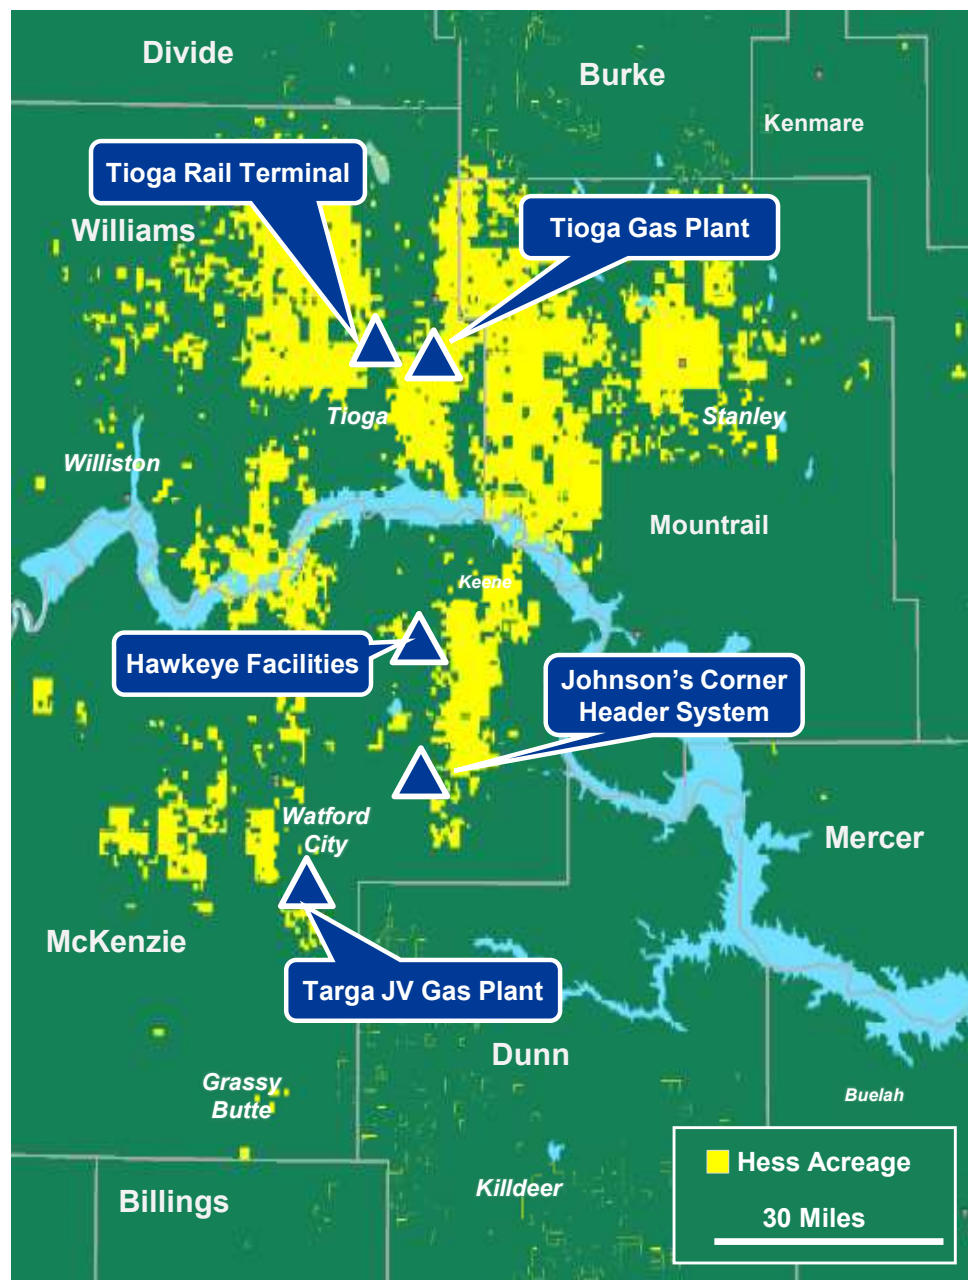 Divide
Burke
Kenmare
Tioga Rail Terminal
Williams
Tioga Gas Plant
Tioga
Stanley
Williston
Mountrail
Keene
Hawkeye Facilities
Johnson's Corner
Header System
Watford
City
Mercer
McKenzie
Targa JV Gas Plant
Dunn
Grassy
Butte
Buelah
Hess Acreage
Killdeer
Billings
30 Miles